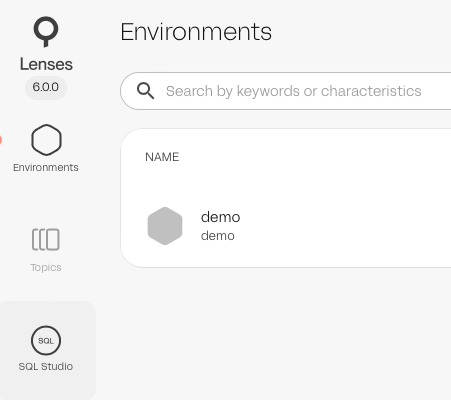 Lenses
6.0.0
Environments
Topics
SQL
SQL Studio
Environments
Search by keywords or characteristics
NAME
demo
demo